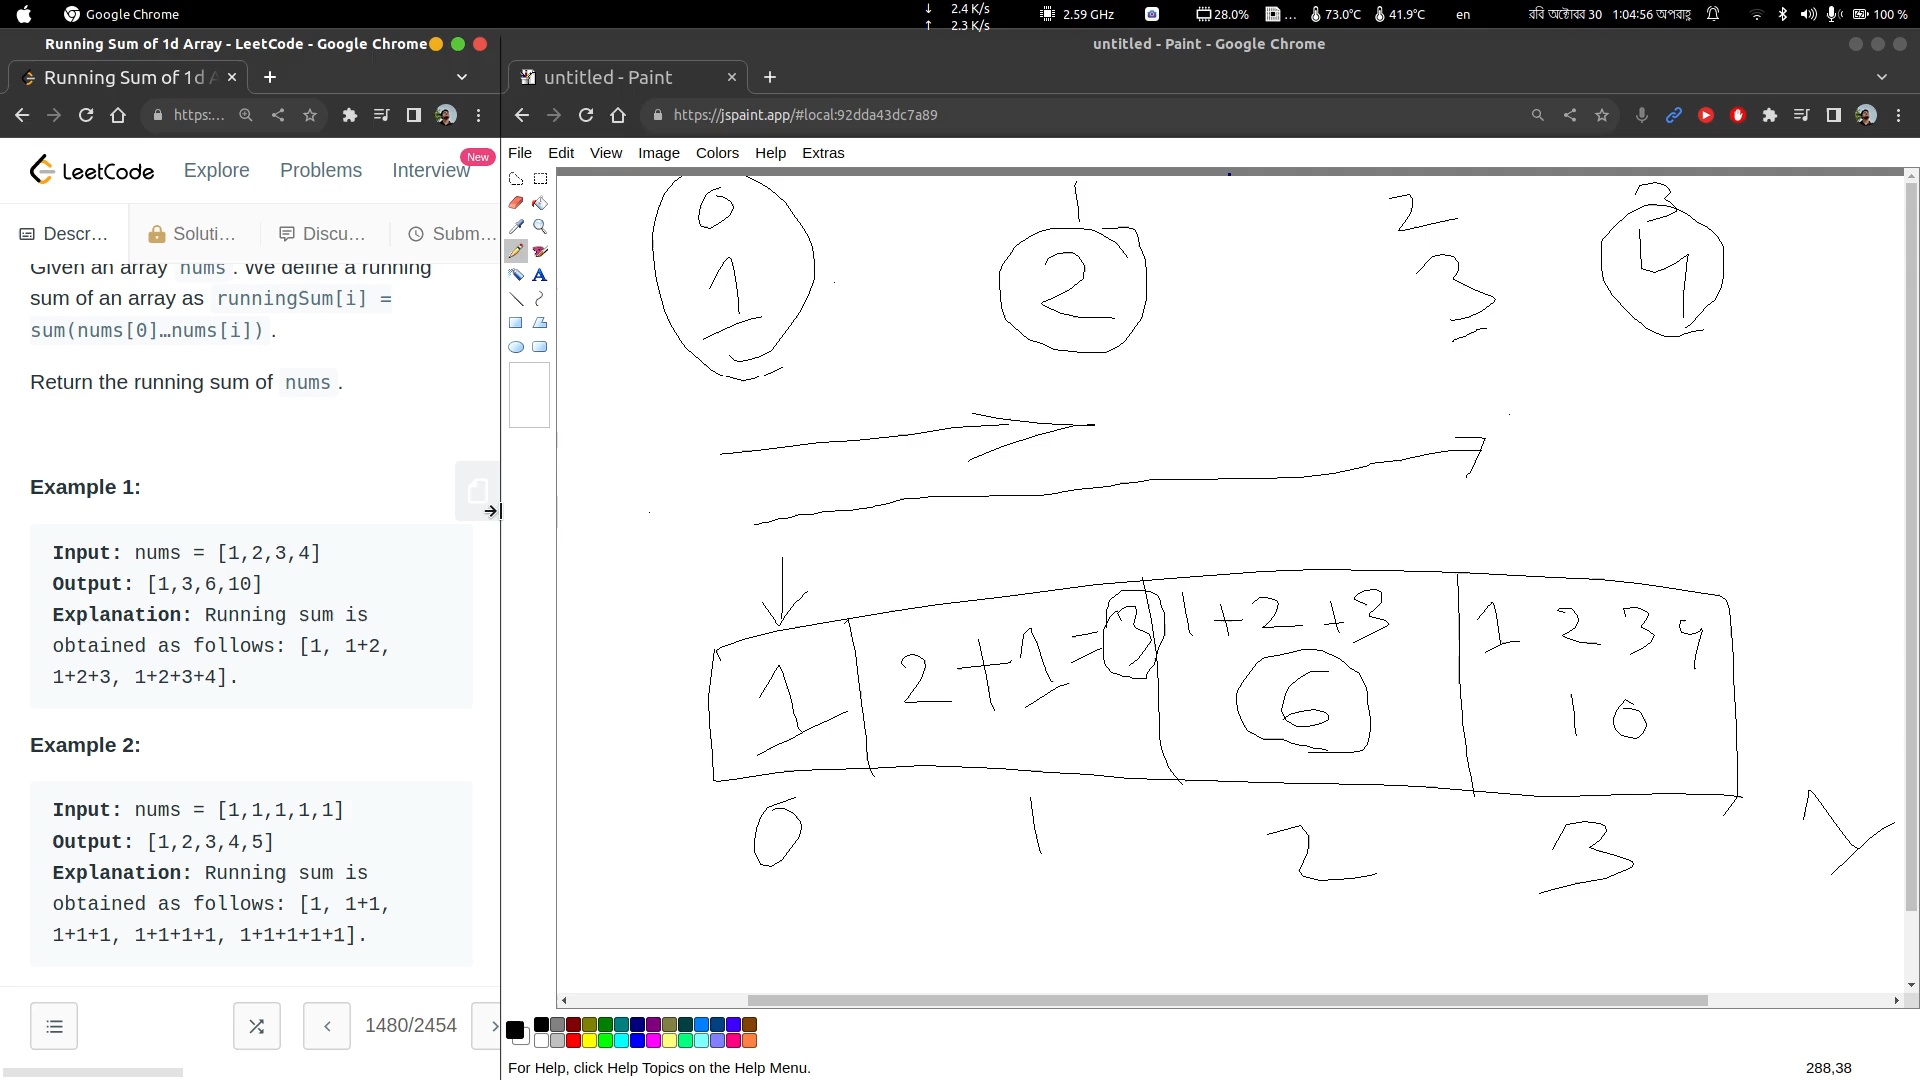 Google Chrome
↓ 2.4 K/s
↑ 2.3 K/s
2.59 GHz
28.0%
...
73.0°C
41.9°C
en
রবি অক্টোবর 30 1:04:56 অপরাহ্ণ
100 %
Running Sum of 1d Array - LeetCode - Google Chrome
untitled - Paint - Google Chrome
Running Sum of 1d A
untitled - Paint
https:...
https://jspaint.app/#local:92dda43dc7a89
File Edit View Image Colors Help Extras
LeetCode
Explore
Problems
Interview
New
Descr...
Soluti...
Discu...
Subm...
Given an array nums. We define a running
sum of an array as runningSum[i] =
sum(nums[0]…nums[i]).
Return the running sum of nums.
Example 1:
Input: nums = [1,2,3,4]
Output: [1,3,6,10]
Explanation: Running sum is
obtained as follows: [1, 1+2,
1+2+3, 1+2+3+4].
Example 2:
Input: nums = [1,1,1,1,1]
Output: [1,2,3,4,5]
Explanation: Running sum is
obtained as follows: [1, 1+1,
1+1+1, 1+1+1+1, 1+1+1+1+1].
1480/2454
0 1 2 3
1 2 3 4
1 2+1=3 1+2+3 1 2 3 4
6 10
0 1 2 3
For Help, click Help Topics on the Help Menu.
288,38